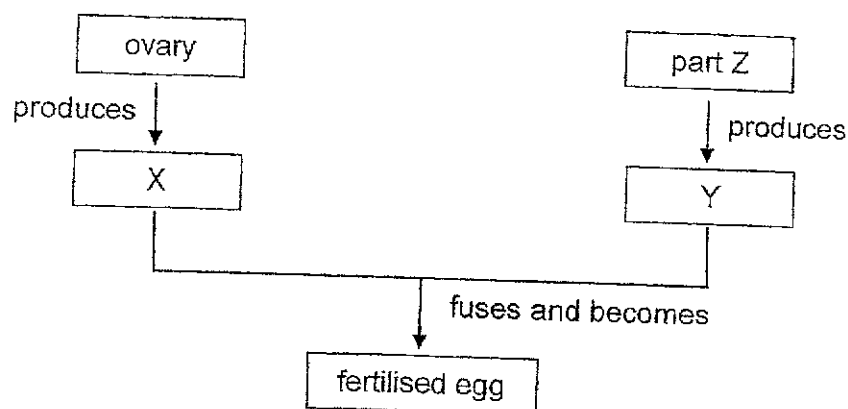 ovary
part Z
produces
produces
X
Y
fuses and becomes
fertilised egg